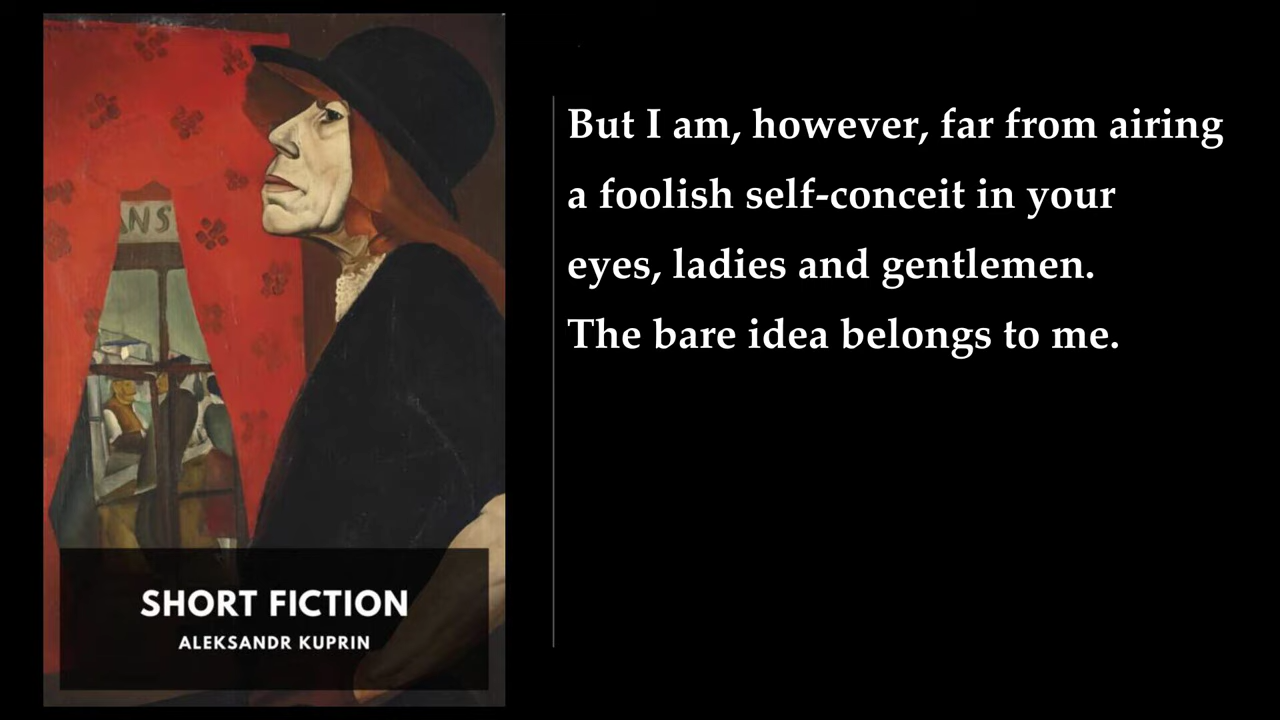 ANS
SHORT FICTION
ALEKSANDR KUPRIN
But I am, however, far from airing
a foolish self-conceit in your
eyes, ladies and gentlemen.
The bare idea belongs to me.